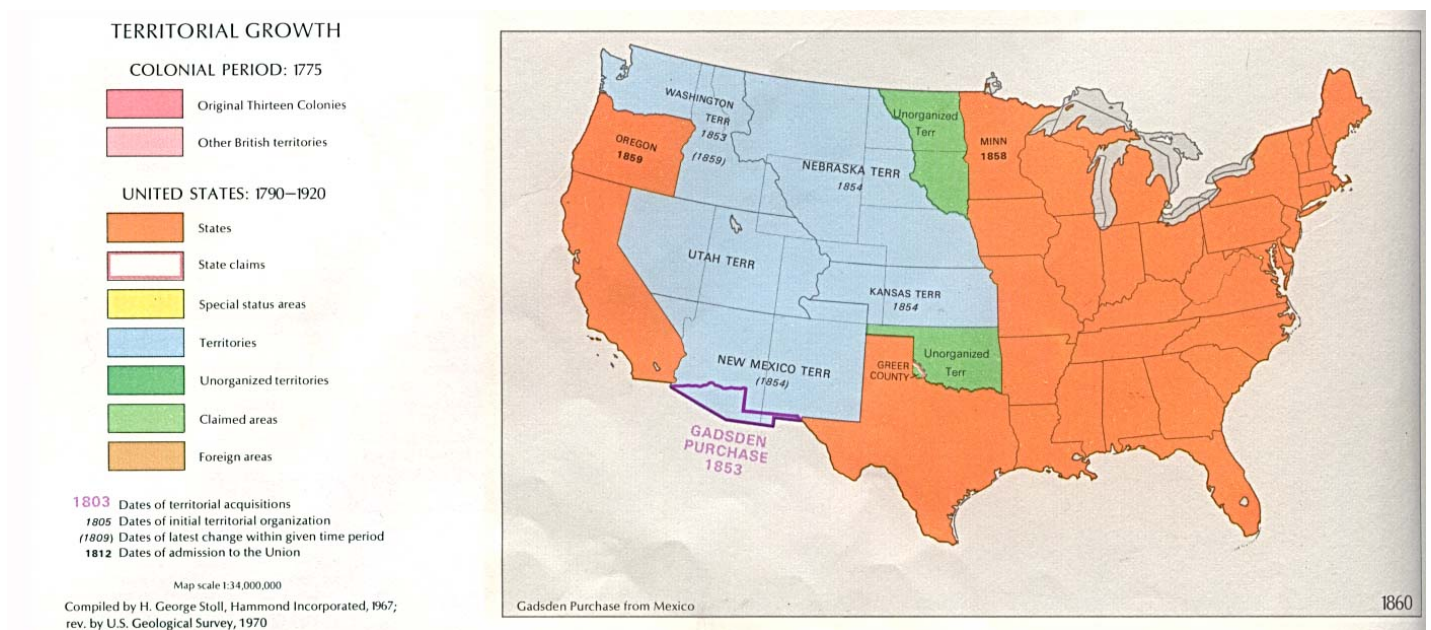 TERRITORIAL GROWTH
COLONIAL PERIOD: 1775
Original Thirteen Colonies
Other British territories
UNITED STATES: 1790–1920
States
State claims
Special status areas
Territories
Unorganized territories
Claimed areas
Foreign areas
1803 Dates of territorial acquisitions
1805 Dates of initial territorial organization
(1809) Dates of latest change within given time period
1812 Dates of admission to the Union
Map scale 1:34,000,000
Compiled by H. George Stoll, Hammond Incorporated, 1967;
rev. by U.S. Geological Survey, 1970
WASHINGTON
TERR
1853
(1859)
OREGON
1859
NEBRASKA TERR
1854
Unorganized
Terr
MINN
1858
UTAH TERR
KANSAS TERR
1854
NEW MEXICO TERR
(1854)
GREER
COUNTY
Unorganized
Terr
GADSDEN
PURCHASE
1853
Gadsden Purchase from Mexico
1860